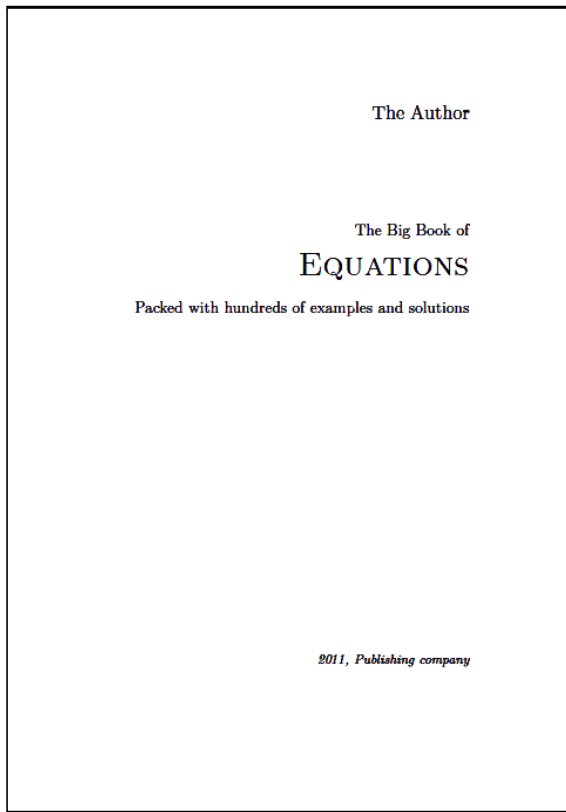 The Author
The Big Book of
EQUATIONS
Packed with hundreds of examples and solutions
2011, Publishing company